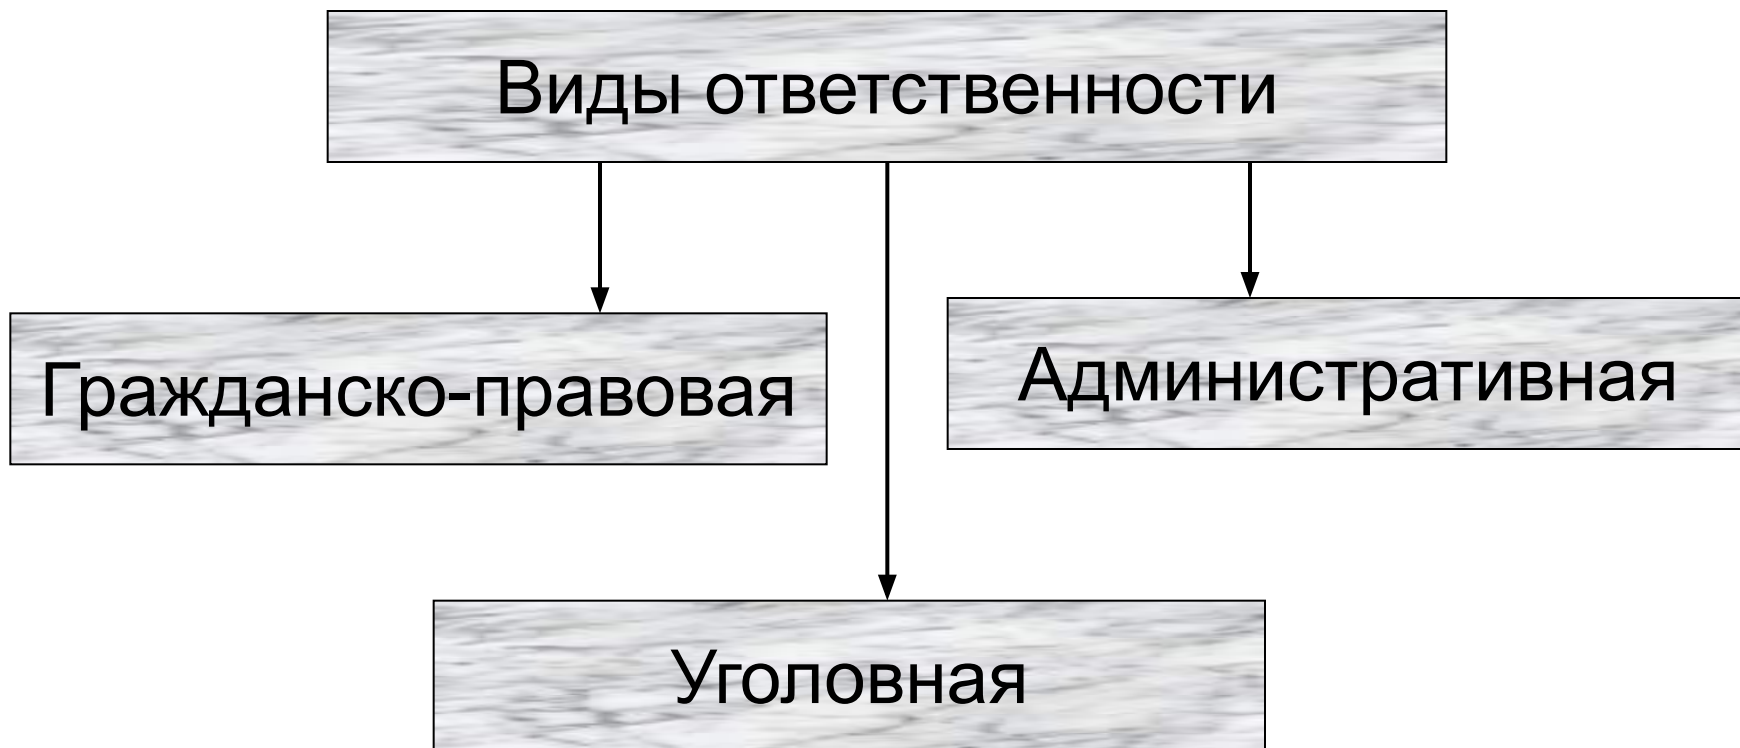 Виды ответственности
Гражданско-правовая
Административная
Уголовная